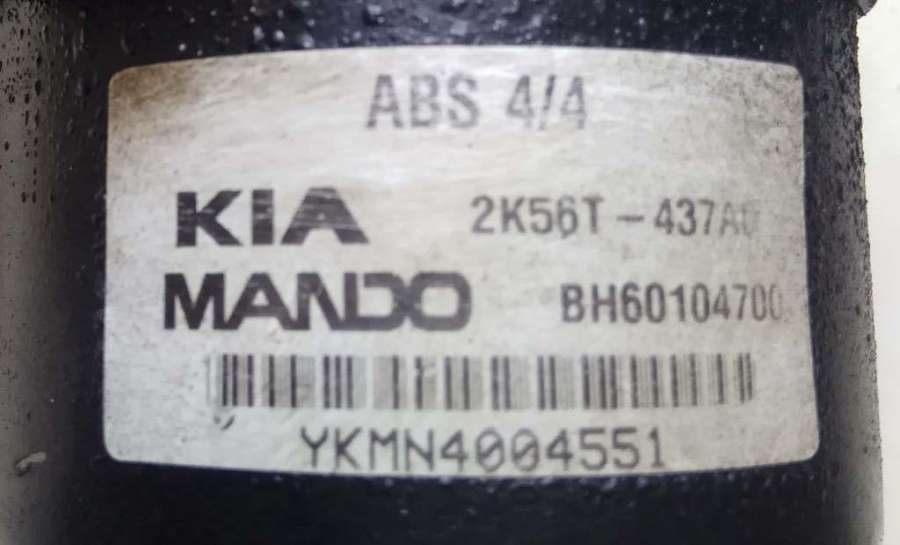 ABS 4/4
KIA 2K56T-437A0
MANDO BH60104700
YKMN4004551